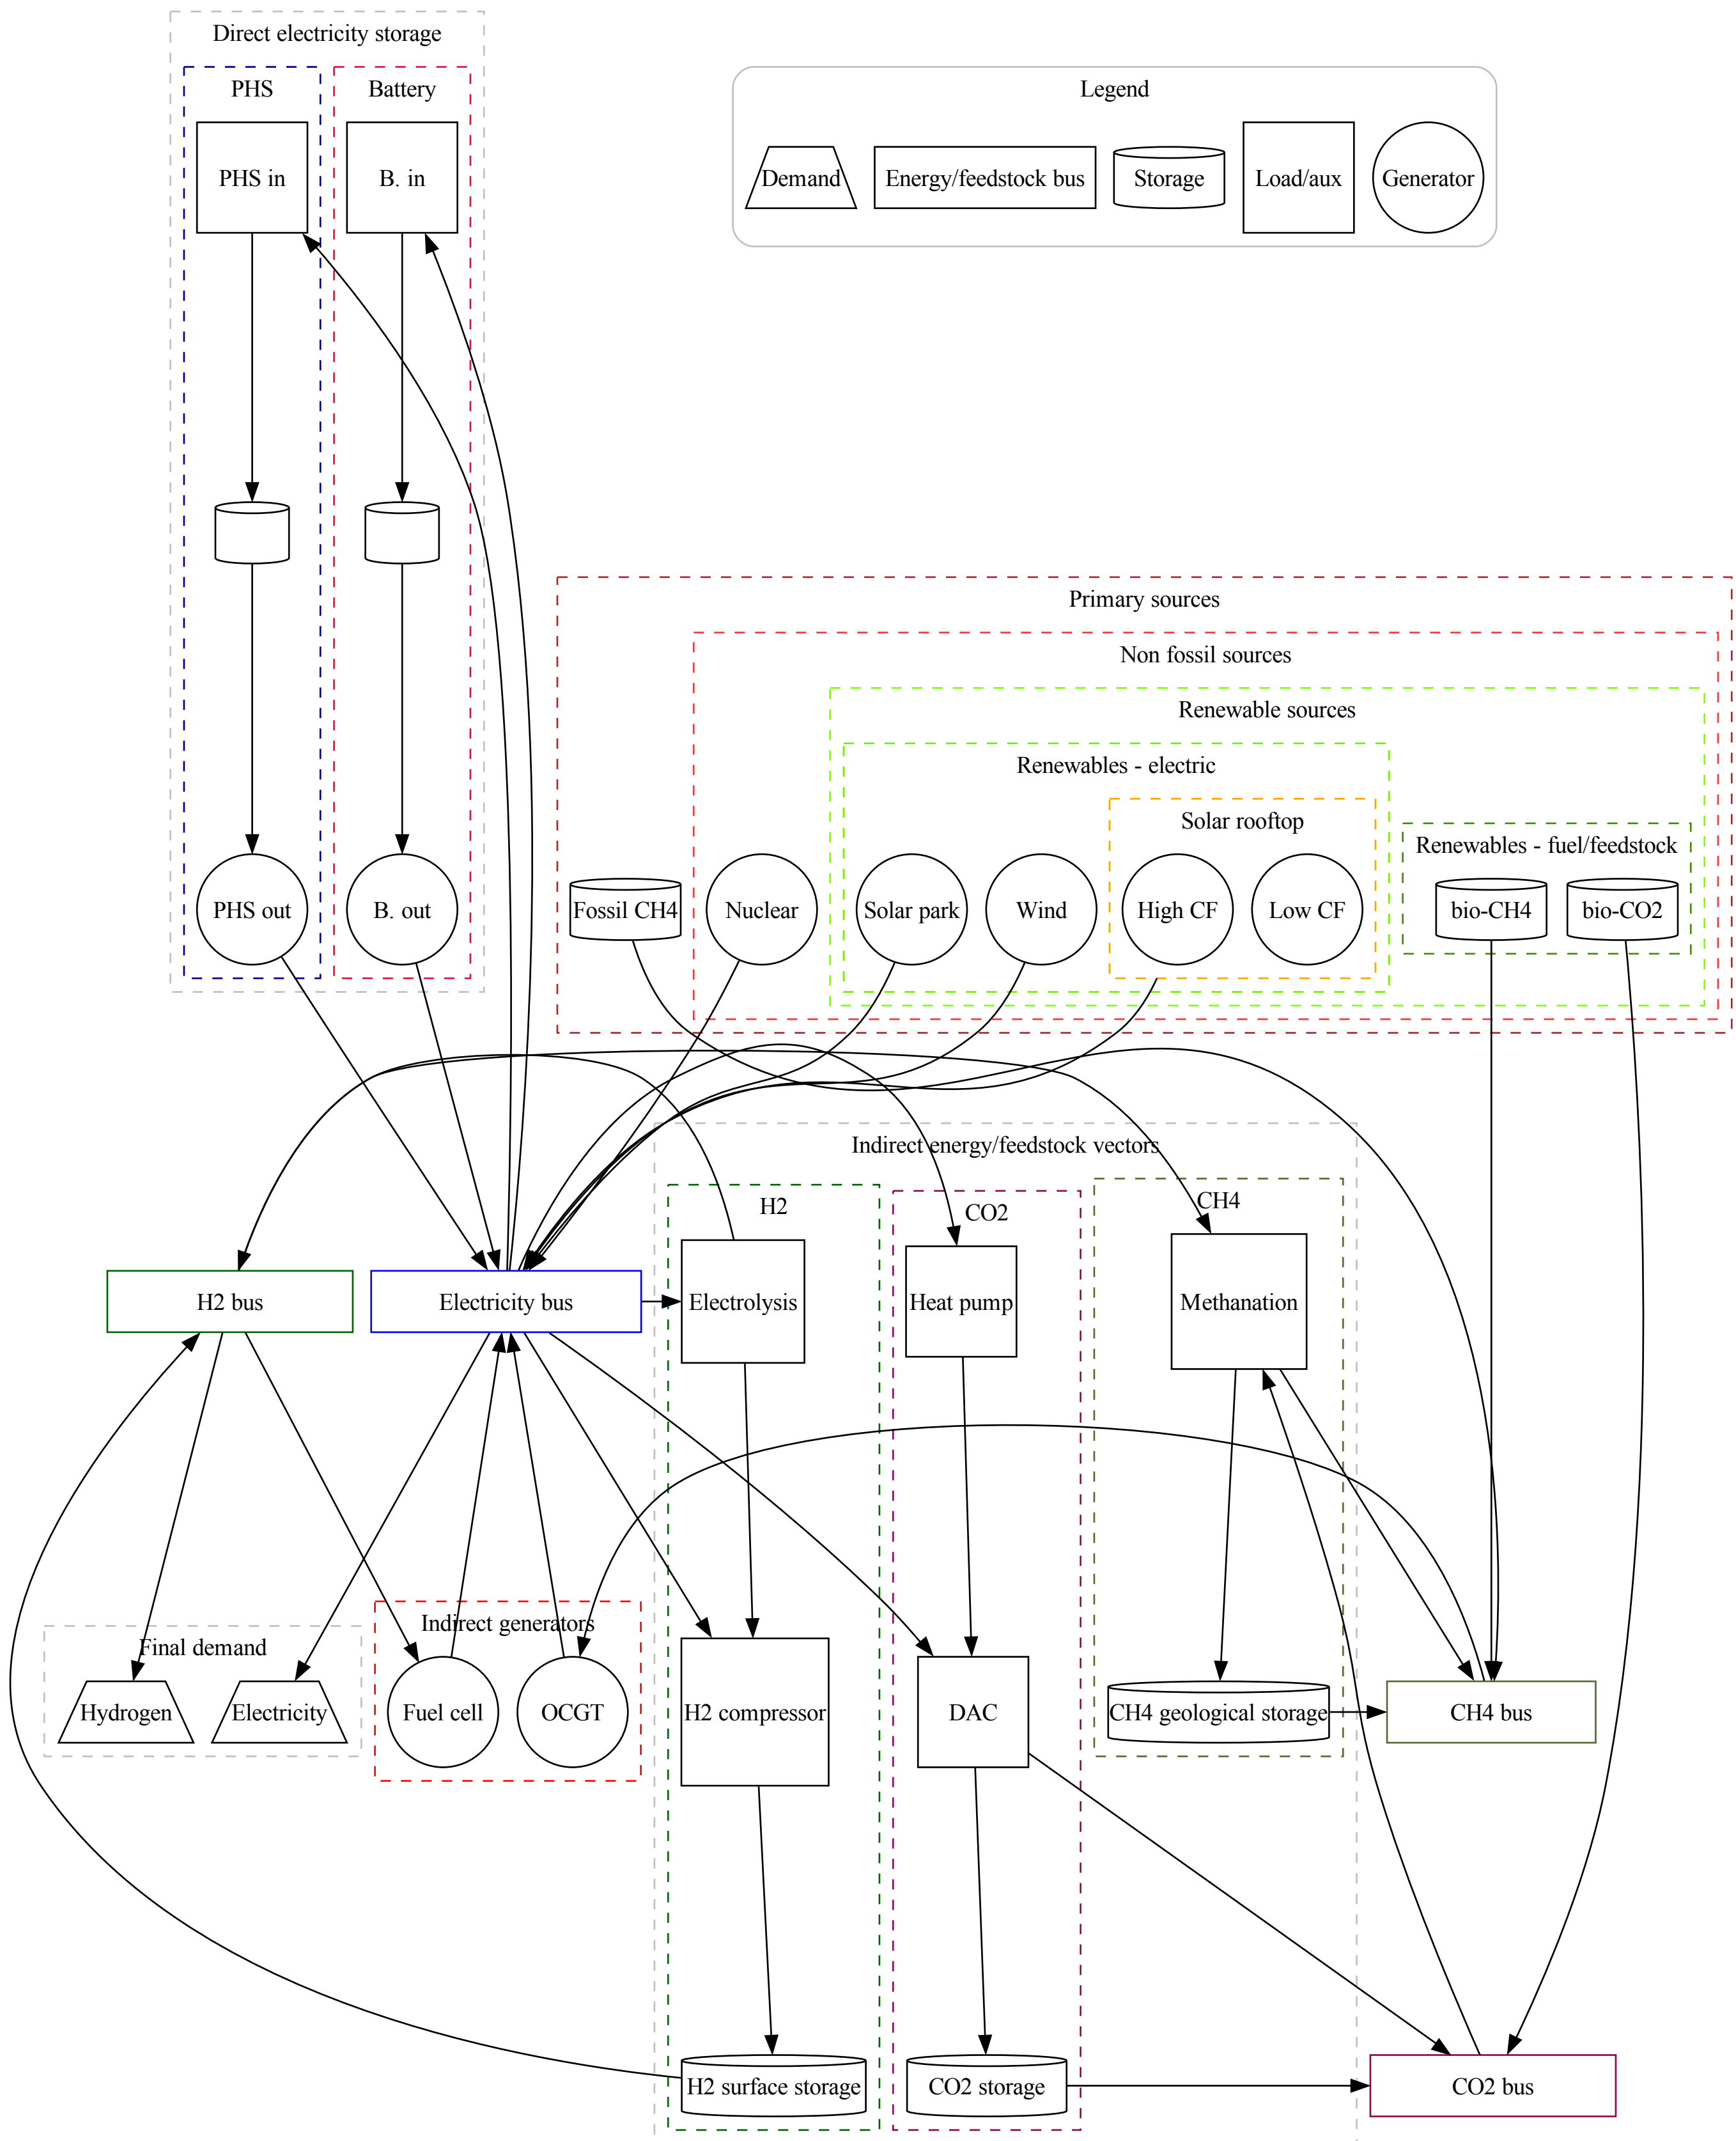 Direct electricity storage
PHS
Battery
Legend
PHS in
B. in
Demand
Energy/feedstock bus
Storage
Load/aux
Generator
Primary sources
Non fossil sources
Renewable sources
Renewables - electric
Solar rooftop
Renewables - fuel/feedstock
PHS out
B. out
Fossil CH4
Nuclear
Solar park
Wind
High CF
Low CF
bio-CH4
bio-CO2
Indirect energy/feedstock vectors
H2
CO2
CH4
H2 bus
Electricity bus
Electrolysis
Heat pump
Methanation
Final demand
Indirect generators
Hydrogen
Electricity
Fuel cell
OCGT
H2 compressor
DAC
CH4 geological storage
CH4 bus
H2 surface storage
CO2 storage
CO2 bus